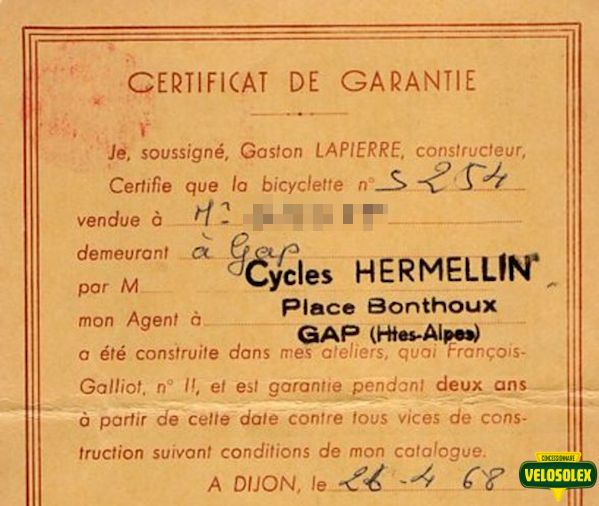 CERTIFICAT DE GARANTIE
Je, soussigné, Gaston LAPIERRE, constructeur,
Certifie que la bicyclette n° S 254
vendue à Mr
demeurant à Gap
par M Cycles HERMELLIN
Place Bonthoux
mon Agent à
GAP (Htes-Alpes)
a été construite dans mes ateliers, quai François-
Galliot, n° 11, et est garantie pendant deux ans
à partir de cette date contre tous vices de cons-
truction suivant conditions de mon catalogue.
A DIJON, le 26-4 68
CONCESSIONNAIRE
VELOSOLEX